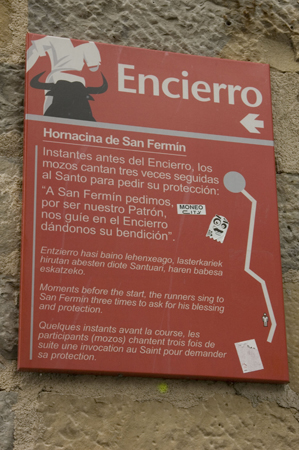 Encierro
Hornacina de San Fermín
Instantes antes del Encierro, los
mozos cantan tres veces seguidas
al Santo para pedir su protección:
"A San Fermín pedimos,
por ser nuestro Patrón,
nos guíe en el Encierro
dándonos su bendición".
MONEO
Entzierro hasi baino lehenxeago, lasterkariek
hirutan abesten diote Santuari, haren babesa
eskatzeko.
Moments before the start, the runners sing to
San Fermín three times to ask for his blessing
and protection.
Quelques instants avant la course, les
participants (mozos) chantent trois fois de
suite une invocation au Saint pour demander
sa protection.